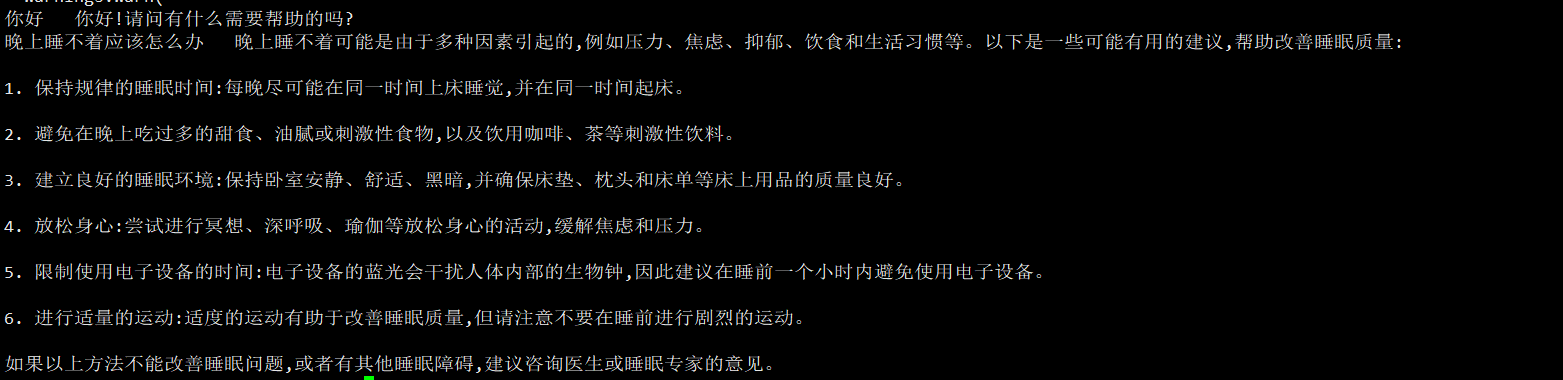 你好   你好!请问有什么需要帮助的吗?
晚上睡不着应该怎么办   晚上睡不着可能是由于多种因素引起的,例如压力、焦虑、抑郁、饮食和生活习惯等。以下是一些可能有用的建议,帮助改善睡眠质量:
1. 保持规律的睡眠时间:每晚尽可能在同一时间上床睡觉,并在同一时间起床。
2. 避免在晚上吃过多的甜食、油腻或刺激性食物,以及饮用咖啡、茶等刺激性饮料。
3. 建立良好的睡眠环境:保持卧室安静、舒适、黑暗,并确保床垫、枕头和床单等床上用品的质量良好。
4. 放松身心:尝试进行冥想、深呼吸、瑜伽等放松身心的活动,缓解焦虑和压力。
5. 限制使用电子设备的时间:电子设备的蓝光会干扰人体内部的生物钟,因此建议在睡前一个小时内避免使用电子设备。
6. 进行适量的运动:适度的运动有助于改善睡眠质量,但请注意不要在睡前进行剧烈的运动。
如果以上方法不能改善睡眠问题,或者有其他睡眠障碍,建议咨询医生或睡眠专家的意见。